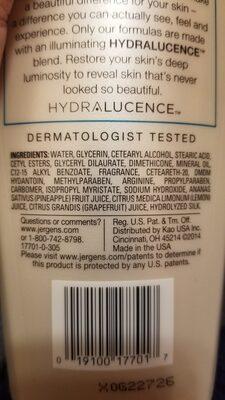 a beautiful difference for your skin
a difference you can actually see, feel and
experience. Only our formulas are made
with an illuminating HYDRALUCENCE™
blend. Restore your skin's deep
luminosity to reveal skin that's never
looked so beautiful.
HYDRALUCENCE™
DERMATOLOGIST TESTED
INGREDIENTS: WATER, GLYCERIN, CETEARYL ALCOHOL, STEARIC ACID,
CETYL ESTERS, GLYCERYL DILAURATE, DIMETHICONE, MINERAL OIL,
C12-15 ALKYL BENZOATE, FRAGRANCE, CETEARETH-20, DMDM
HYDANTOIN, METHYLPARABEN, ARGININE, PROPYLPARABEN,
CARBOMER, ISOPROPYL MYRISTATE, SODIUM HYDROXIDE, ANANAS
SATIVUS (PINEAPPLE) FRUIT JUICE, CITRUS MEDICA LIMONUM (LEMON)
JUICE, CITRUS GRANDIS (GRAPEFRUIT) JUICE, HYDROLYZED SILK.
Questions or comments?
www.jergens.com
or 1-800-742-8798.
17701-0-305
Reg. U.S. Pat. & Tm. Off.
Distributed by Kao USA Inc.
Cincinnati, OH 45214 ©2014
Made in U.S.A.
Please visit www.jergens.com/patents to determine if
this product is protected by any U.S. patents.
0 19100 17701 7
X0622726